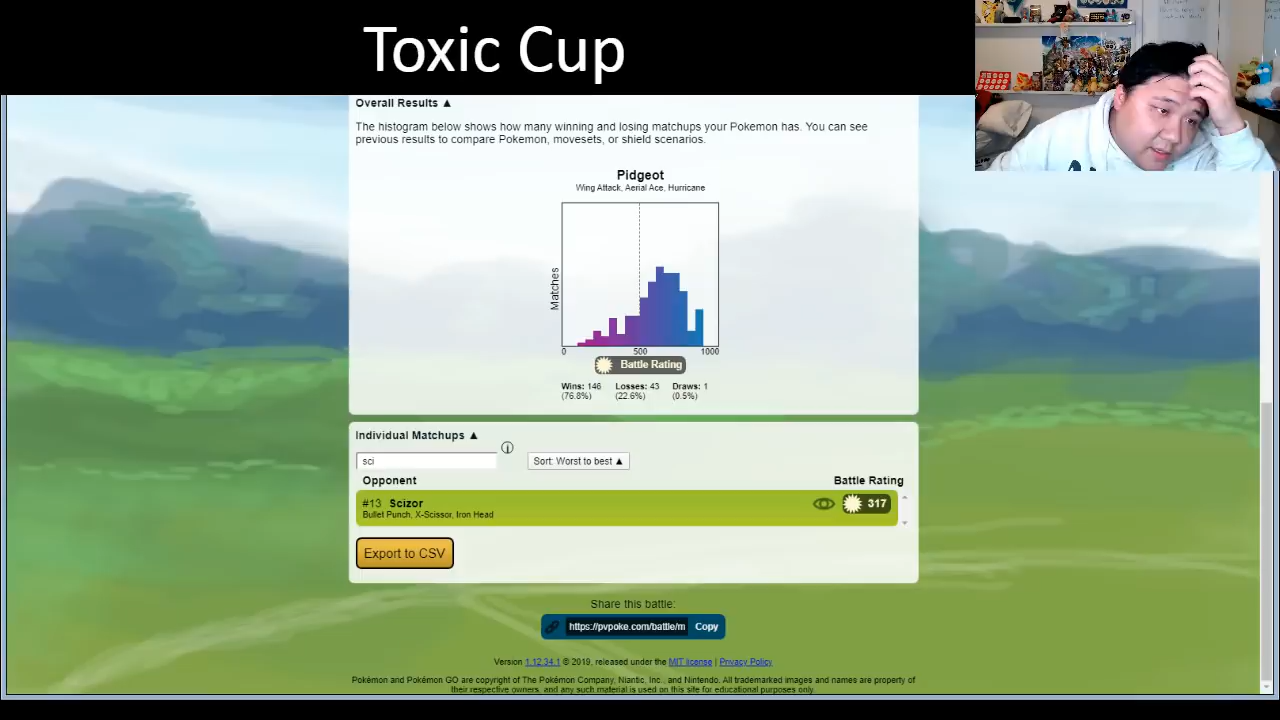 Toxic Cup
Overall Results ▲
The histogram below shows how many winning and losing matchups your Pokemon has. You can see
previous results to compare Pokemon, movesets, or shield scenarios.
Pidgeot
Wing Attack, Aerial Ace, Hurricane
Matches
0 500 1000
Battle Rating
Wins: 146 Losses: 43 Draws: 1
(76.8%) (22.6%) (0.5%)
Individual Matchups ▲
sci
Sort: Worst to best ▲
Opponent Battle Rating
#13 Scizor 317
Bullet Punch, X-Scissor, Iron Head
Export to CSV
Share this battle:
https://pvpoke.com/battle/m Copy
Version 1.12.34.1 © 2019, released under the MIT license | Privacy Policy
Pokémon and Pokémon GO are copyright of The Pokémon Company, Niantic, Inc., and Nintendo. All trademarked images and names are property of
their respective owners, and any such material is used on this site for educational purposes only.